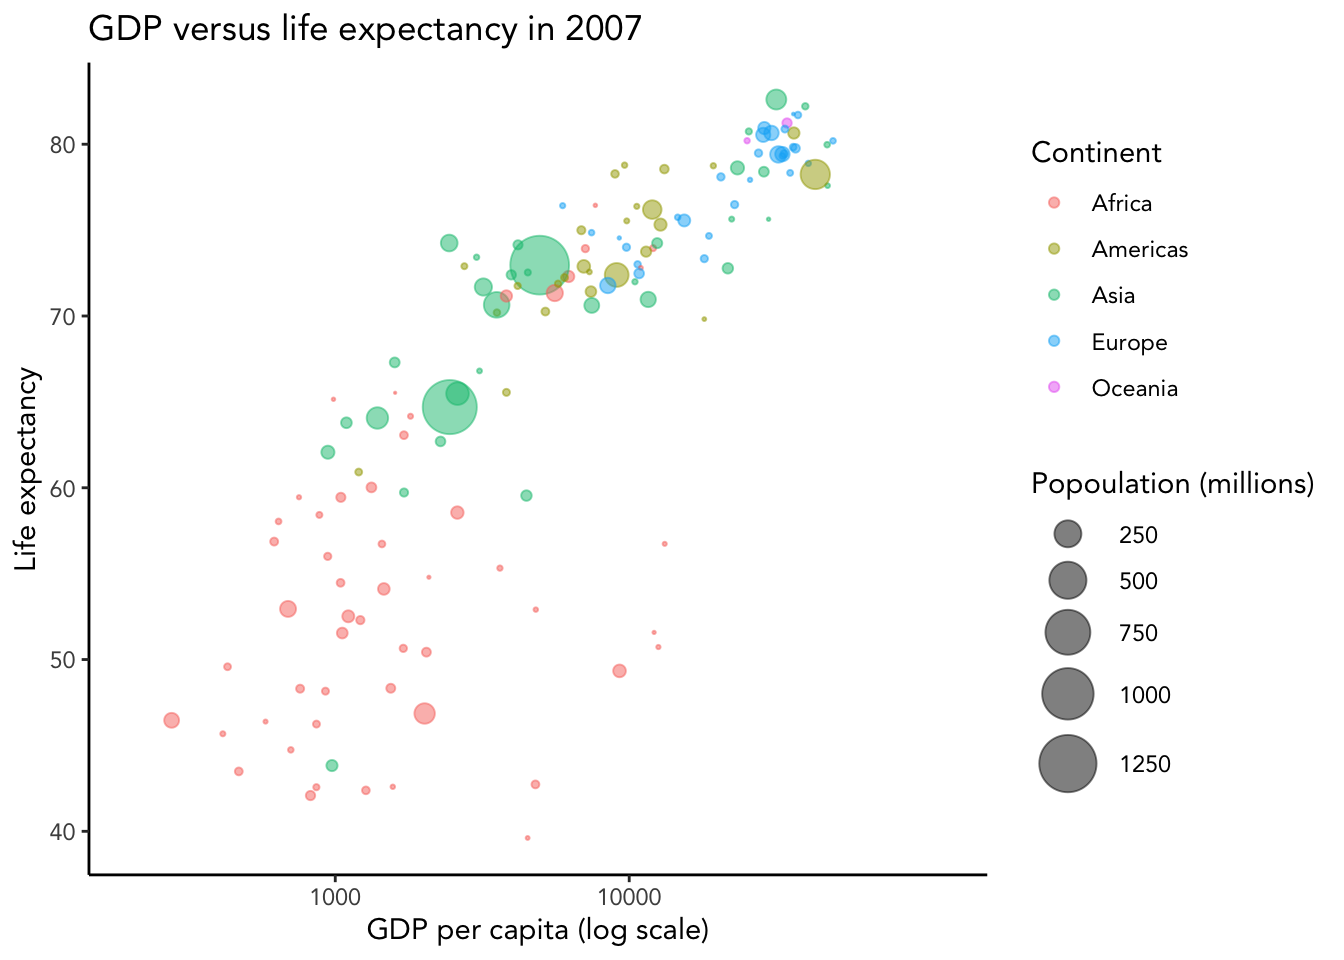 GDP versus life expectancy in 2007
Life expectancy
80
70
60
50
40
1000
10000
GDP per capita (log scale)
Continent
Africa
Americas
Asia
Europe
Oceania
Popoulation (millions)
250
500
750
1000
1250